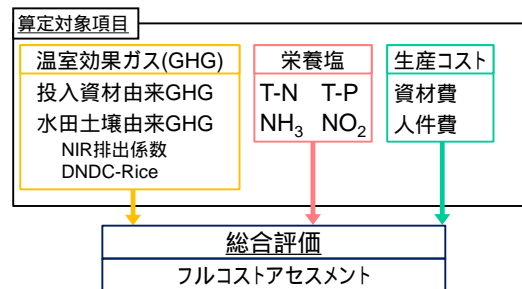 算定対象項目
温室効果ガス(GHG)
投入資材由来GHG
水田土壌由来GHG
NIR排出係数
DNDC-Rice
栄養塩
T-N T-P
NH₃ NO₂
生産コスト
資材費
人件費
総合評価
フルコストアセスメント